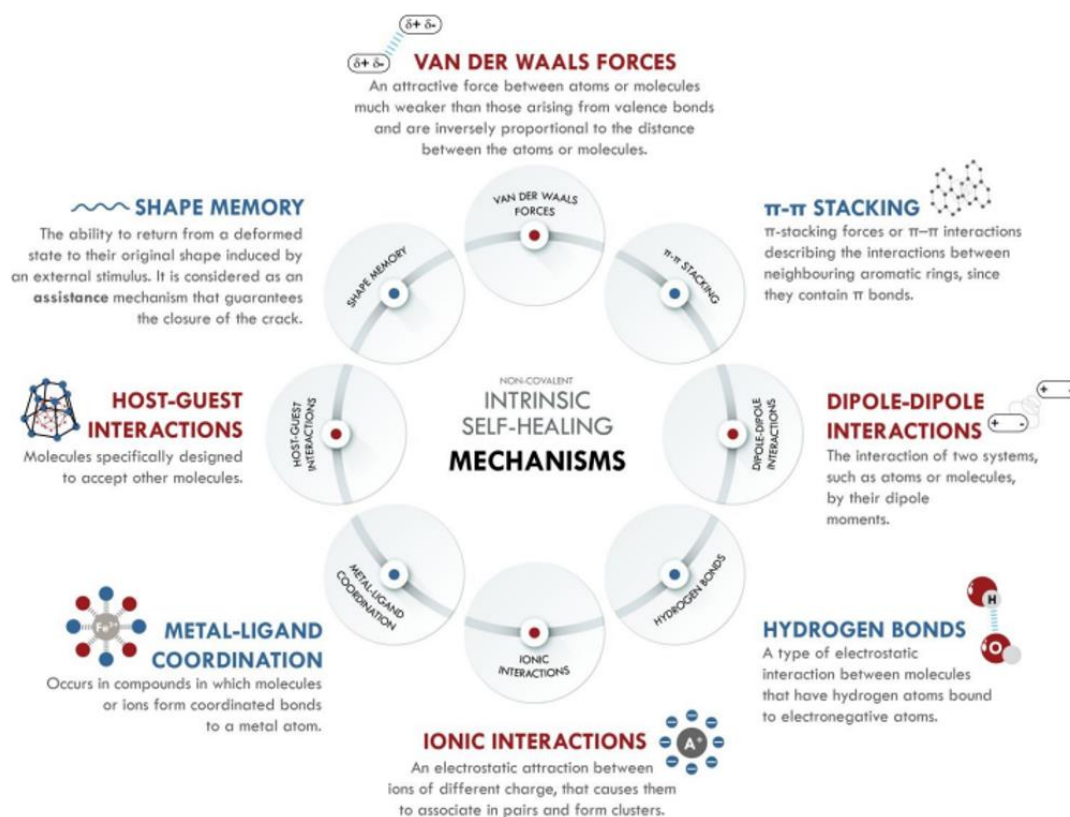 δ+ δ-
δ+ δ-
VAN DER WAALS FORCES
An attractive force between atoms or molecules
much weaker than those arising from valence bonds
and are inversely proportional to the distance
between the atoms or molecules.
SHAPE MEMORY
The ability to return from a deformed
state to their original shape induced by
an external stimulus. It is considered as an
assistance mechanism that guarantees
the closure of the crack.
π-π STACKING
π-stacking forces or π–π interactions
describing the interactions between
neighbouring aromatic rings, since
they contain π bonds.
VAN DER WAALS
FORCES
SHAPE MEMORY
π-π STACKING
HOST-GUEST
INTERACTIONS
Molecules specifically designed
to accept other molecules.
HOST-GUEST
INTERACTIONS
NON-COVALENT
INTRINSIC
SELF-HEALING
MECHANISMS
DIPOLE-DIPOLE
INTERACTIONS
DIPOLE-DIPOLE
INTERACTIONS
+ -
+ -
The interaction of two systems,
such as atoms or molecules,
by their dipole
moments.
METAL-LIGAND
COORDINATION
IONIC
INTERACTIONS
HYDROGEN BONDS
Fe³⁺
METAL-LIGAND
COORDINATION
Occurs in compounds in which molecules
or ions form coordinated bonds
to a metal atom.
H
O
HYDROGEN BONDS
A type of electrostatic
interaction between molecules
that have hydrogen atoms bound
to electronegative atoms.
IONIC INTERACTIONS
A⁺
An electrostatic attraction between
ions of different charge, that causes them
to associate in pairs and form clusters.